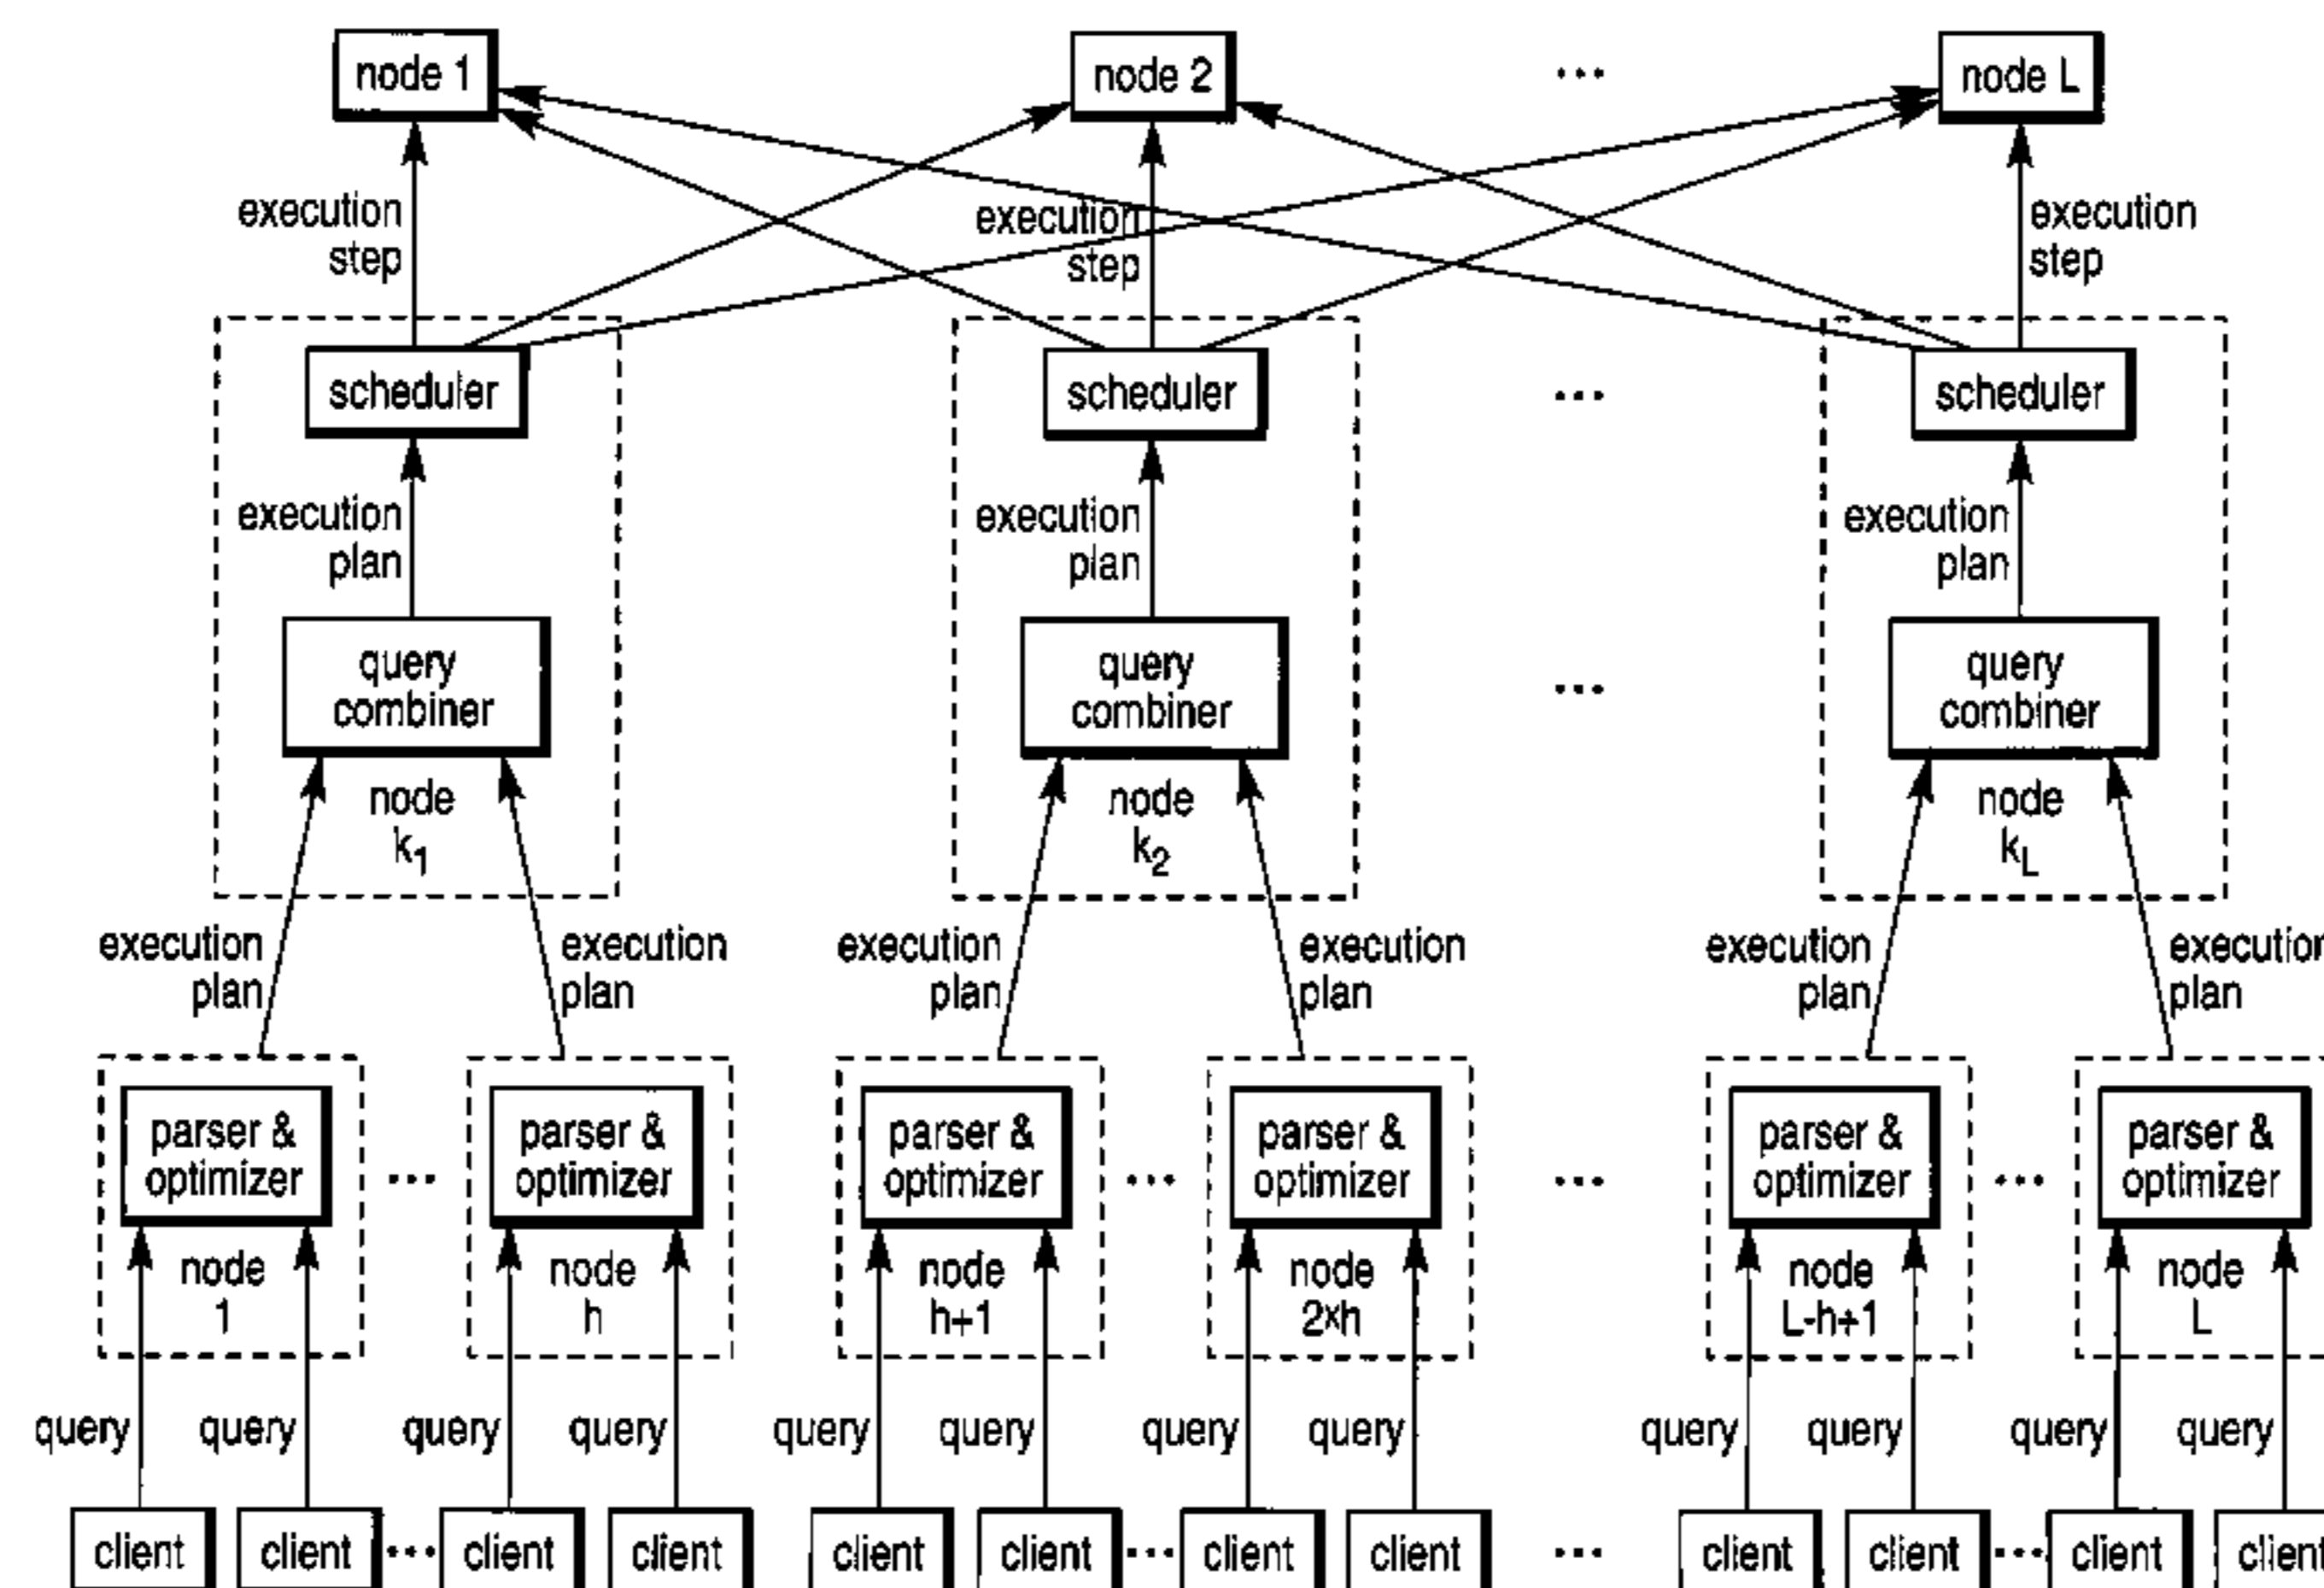 node 1
node 2
...
node L
execution
step
execution
step
execution
step
scheduler
scheduler
...
scheduler
execution
plan
execution
plan
execution
plan
query
combiner
query
combiner
...
query
combiner
node
k1
node
k2
node
kL
execution
plan
execution
plan
execution
plan
execution
plan
execution
plan
execution
plan
parser &
optimizer
...
parser &
optimizer
parser &
optimizer
...
parser &
optimizer
...
parser &
optimizer
...
parser &
optimizer
node
1
node
h
node
h+1
node
2×h
node
L-h+1
node
L
query
query
query
query
query
query
query
query
query
query
query
query
client
client
...
client
client
client
client
...
client
client
...
client
client
...
client
client